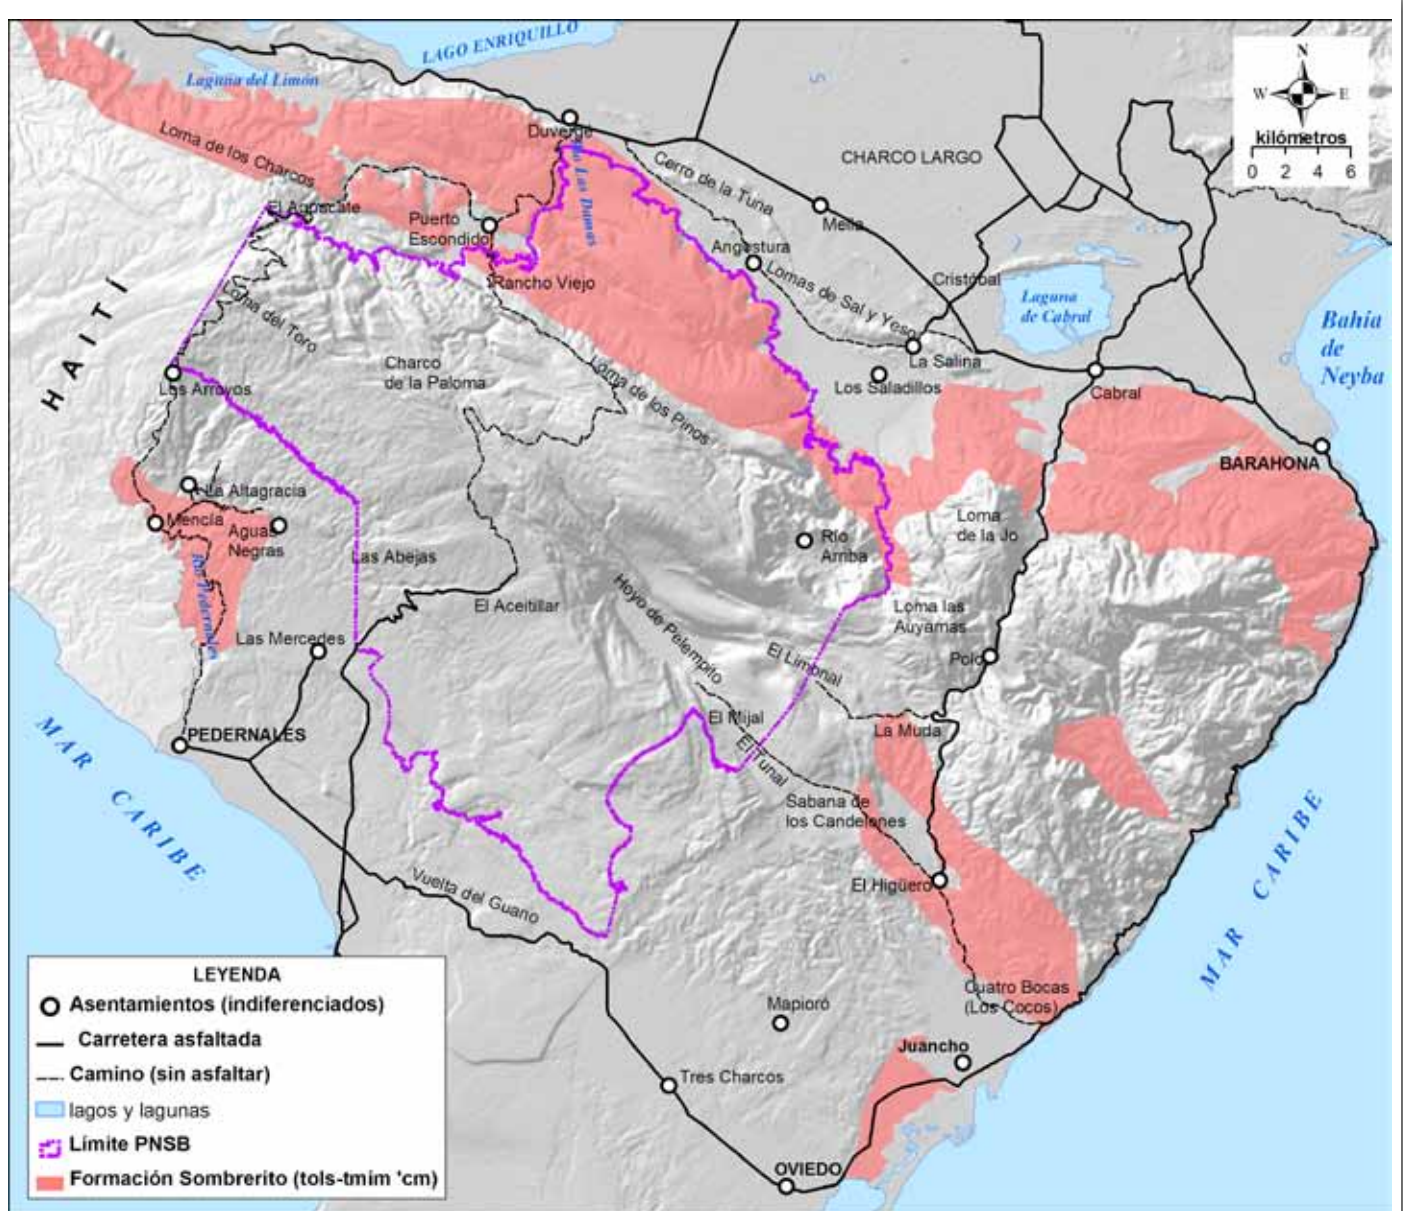 LAGO ENRIQUILLO
Laguna del Limón
N
W E
S
kilómetros
0 2 4 6
Duvergé
Loma de los Charcos
Río Las Damas
Cerro de la Tuna
CHARCO LARGO
El Aguacate
Puerto
Escondido
Mella
Angostura
Rancho Viejo
Lomas de Sal y Yeso
Cristóbal
Laguna
de Cabral
Bahía
de
Neyba
HAITÍ
Loma del Toro
Charco
de la Paloma
Loma de los Pinos
La Salina
Los Saladillos
Cabral
Los Arroyos
BARAHONA
La Altagracia
Mencía
Aguas
Negras
Río Pedernales
Las Abejas
Río
Arriba
Loma
de la Jo
El Aceitillar
Hoyo de Pelempito
Loma las
Auyamas
Las Mercedes
El Limonal
Polo
PEDERNALES
El Mijal
La Muda
El Tunal
MAR CARIBE
Sabana de
los Candelones
Vuelta del Guano
El Higüero
MAR CARIBE
Cuatro Bocas
(Los Cocos)
Mapioró
Juancho
Tres Charcos
OVIEDO
LEYENDA
Asentamientos (indiferenciados)
Carretera asfaltada
Camino (sin asfaltar)
lagos y lagunas
Límite PNSB
Formación Sombrerito (tols-tmim 'cm)